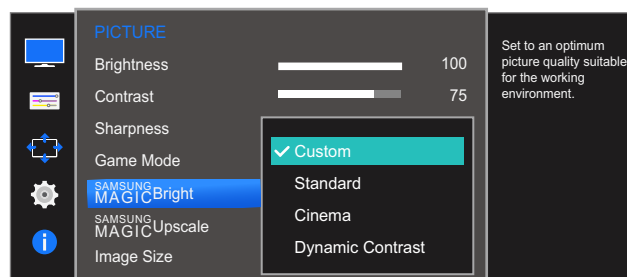 PICTURE
Brightness 100
Contrast 75
Sharpness
Game Mode
SAMSUNG
MAGICBright
SAMSUNG
MAGICUpscale
Image Size
Custom
Standard
Cinema
Dynamic Contrast
Set to an optimum
picture quality suitable
for the working
environment.